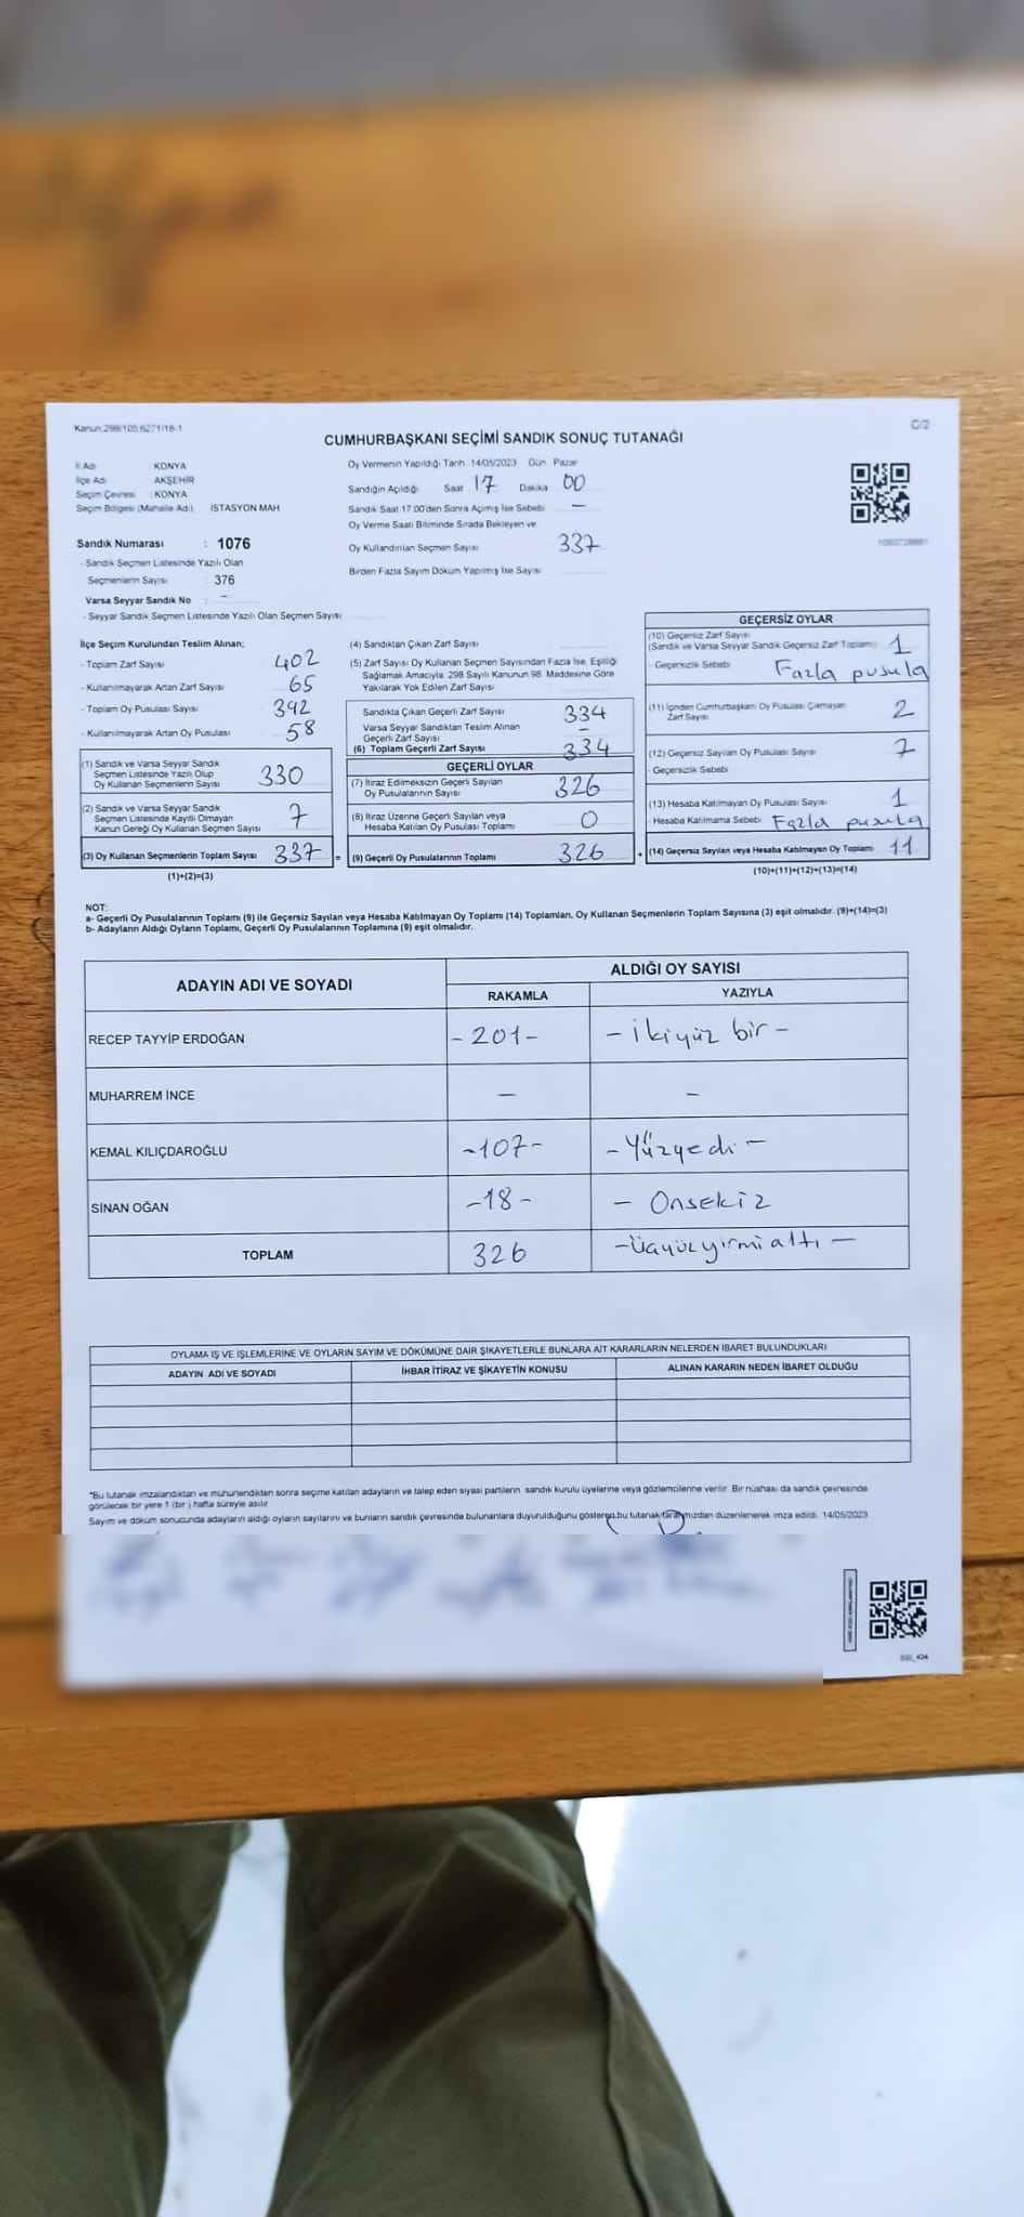 Kanun:298/105,6271/18-1
C/2
CUMHURBAŞKANI SEÇİMİ SANDIK SONUÇ TUTANAĞI
İl Adı : KONYA
İlçe Adı : AKŞEHİR
Seçim Çevresi : KONYA
Seçim Bölgesi (Mahalle Adı) : İSTASYON MAH
Sandık Numarası : 1076
- Sandık Seçmen Listesinde Yazılı Olan
Seçmenlerin Sayısı : 376
Varsa Seyyar Sandık No : -
- Seyyar Sandık Seçmen Listesinde Yazılı Olan Seçmen Sayısı
Oy Vermenin Yapıldığı Tarih : 14/05/2023 Gün : Pazar
Sandığın Açıldığı Saat 17 Dakika 00
Sandık Saat 17:00'den Sonra Açılmış İse Sebebi -
Oy Verme Saati Bitiminde Sırada Bekleyen ve
Oy Kullandırılan Seçmen Sayısı 337
Birden Fazla Sayım Döküm Yapılmış İse Sayısı
İlçe Seçim Kurulundan Teslim Alınan;
- Toplam Zarf Sayısı 402
- Kullanılmayarak Artan Zarf Sayısı 65
- Toplam Oy Pusulası Sayısı 392
- Kullanılmayarak Artan Oy Pusulası 58
(1) Sandık ve Varsa Seyyar Sandık
Seçmen Listesinde Yazılı Olup
Oy Kullanan Seçmenlerin Sayısı 330
(2) Sandık ve Varsa Seyyar Sandık
Seçmen Listesinde Kayıtlı Olmayan
Kanun Gereği Oy Kullanan Seçmen Sayısı 7
(3) Oy Kullanan Seçmenlerin Toplam Sayısı 337 =
(1)+(2)=(3)
(4) Sandıktan Çıkan Zarf Sayısı
(5) Zarf Sayısı Oy Kullanan Seçmen Sayısından Fazla İse, Eşitliği
Sağlamak Amacıyla, 298 Sayılı Kanunun 98. Maddesine Göre
Yakılarak Yok Edilen Zarf Sayısı
Sandıkta Çıkan Geçerli Zarf Sayısı 334
Varsa Seyyar Sandıktan Teslim Alınan
Geçerli Zarf Sayısı -
(6) Toplam Geçerli Zarf Sayısı 334
GEÇERLİ OYLAR
(7) İtiraz Edilmeksizin Geçerli Sayılan
Oy Pusulalarının Sayısı 326
(8) İtiraz Üzerine Geçerli Sayılan veya
Hesaba Katılan Oy Pusulası Toplamı 0
(9) Geçerli Oy Pusulalarının Toplamı 326 +
GEÇERSİZ OYLAR
(10) Geçersiz Zarf Sayısı
(Sandık ve Varsa Seyyar Sandık Geçersiz Zarf Toplamı) 1
- Geçersizlik Sebebi Fazla pusula
(11) İçinden Cumhurbaşkanı Oy Pusulası Çıkmayan
Zarf Sayısı 2
(12) Geçersiz Sayılan Oy Pusulası Sayısı 7
- Geçersizlik Sebebi
(13) Hesaba Katılmayan Oy Pusulası Sayısı 1
- Hesaba Katılmama Sebebi Fazla pusula
(14) Geçersiz Sayılan veya Hesaba Katılmayan Oy Toplamı 11
(10)+(11)+(12)+(13)=(14)
NOT:
a- Geçerli Oy Pusulalarının Toplamı (9) ile Geçersiz Sayılan veya Hesaba Katılmayan Oy Toplamı (14) Toplamları, Oy Kullanan Seçmenlerin Toplam Sayısına (3) eşit olmalıdır. (9)+(14)=(3)
b- Adayların Aldığı Oyların Toplamı, Geçerli Oy Pusulalarının Toplamına (9) eşit olmalıdır.
ADAYIN ADI VE SOYADI
ALDIĞI OY SAYISI
RAKAMLA YAZIYLA
RECEP TAYYİP ERDOĞAN -201- - ikiyüz bir -
MUHARREM İNCE - -
KEMAL KILIÇDAROĞLU -107- - Yüzyedi -
SİNAN OĞAN -18- - Onsekiz
TOPLAM 326 - üçyüzyirmialtı -
OYLAMA İŞ VE İŞLEMLERİNE VE OYLARIN SAYIM VE DÖKÜMÜNE DAİR ŞİKAYETLERLE BUNLARA AİT KARARLARIN NELERDEN İBARET BULUNDUKLARI
ADAYIN ADI VE SOYADI İHBAR İTİRAZ VE ŞİKAYETİN KONUSU ALINAN KARARIN NEDEN İBARET OLDUĞU
*Bu tutanak imzalandıktan ve mühürlendikten sonra seçime katılan adayların ve talep eden siyasi partilerin sandık kurulu üyelerine veya gözlemcilerine verilir. Bir nüshası da sandık çevresinde
görülecek bir yere 1 (bir) hafta süreyle asılır
Sayım ve döküm sonucunda adayların aldığı oyların sayılarını ve bunların sandık çevresinde bulunanlara duyurulduğunu gösteren bu tutanak tarafımızdan düzenlenerek imza edildi. 14/05/2023